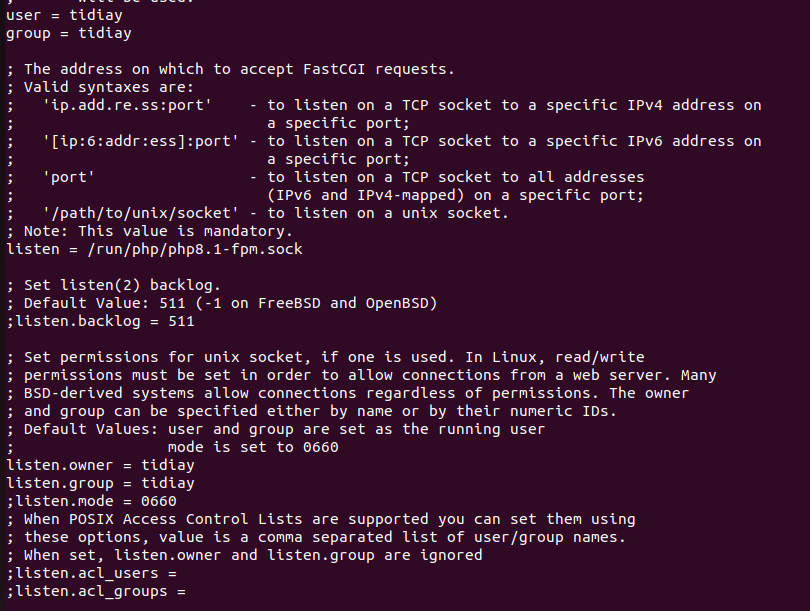 ; will be used.
user = tidiay
group = tidiay

; The address on which to accept FastCGI requests.
; Valid syntaxes are:
;   'ip.add.re.ss:port'    - to listen on a TCP socket to a specific IPv4 address on
;                            a specific port;
;   '[ip:6:addr:ess]:port' - to listen on a TCP socket to a specific IPv6 address on
;                            a specific port;
;   'port'                 - to listen on a TCP socket to all addresses
;                            (IPv6 and IPv4-mapped) on a specific port;
;   '/path/to/unix/socket' - to listen on a unix socket.
; Note: This value is mandatory.
listen = /run/php/php8.1-fpm.sock

; Set listen(2) backlog.
; Default Value: 511 (-1 on FreeBSD and OpenBSD)
;listen.backlog = 511

; Set permissions for unix socket, if one is used. In Linux, read/write
; permissions must be set in order to allow connections from a web server. Many
; BSD-derived systems allow connections regardless of permissions. The owner
; and group can be specified either by name or by their numeric IDs.
; Default Values: user and group are set as the running user
;                 mode is set to 0660
listen.owner = tidiay
listen.group = tidiay
;listen.mode = 0660
; When POSIX Access Control Lists are supported you can set them using
; these options, value is a comma separated list of user/group names.
; When set, listen.owner and listen.group are ignored
;listen.acl_users =
;listen.acl_groups =